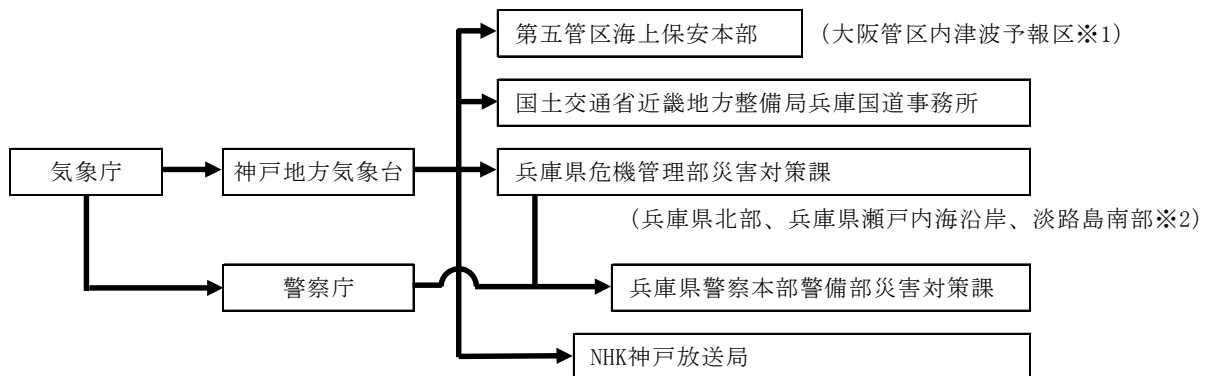 第五管区海上保安本部 (大阪管区内津波予報区※1)
国土交通省近畿地方整備局兵庫国道事務所
気象庁 神戸地方気象台 兵庫県危機管理部災害対策課
(兵庫県北部、兵庫県瀬戸内海沿岸、淡路島南部※2)
警察庁 兵庫県警察本部警備部災害対策課
NHK神戸放送局